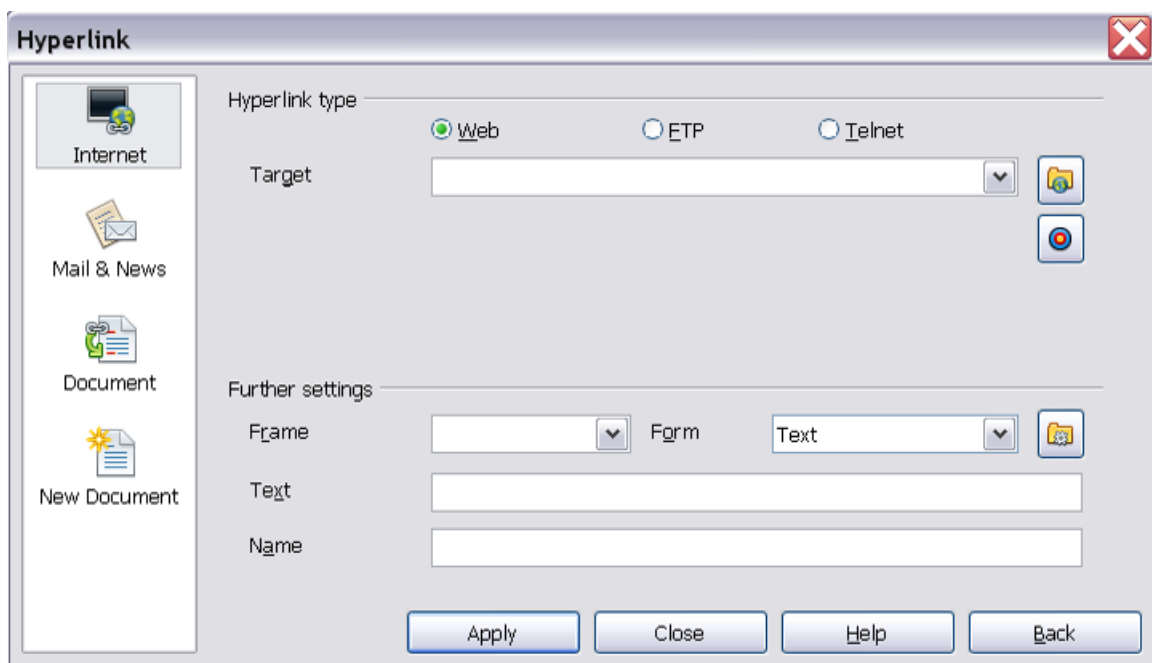 Hyperlink
Internet
Mail & News
Document
New Document
Hyperlink type
Web FTP Telnet
Target
Further settings
Frame Form Text
Text
Name
Apply Close Help Back